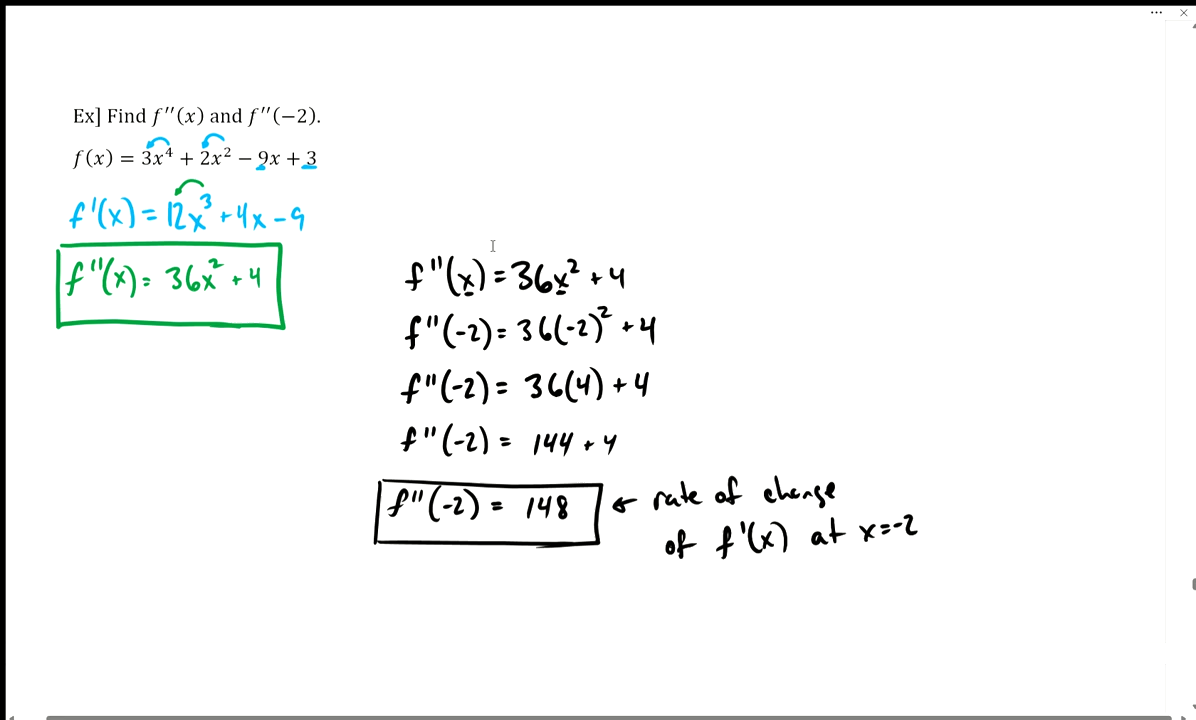 Ex] Find f''(x) and f''(−2).
f(x) = 3x⁴ + 2x² − 9x + 3
f'(x) = 12x³ + 4x − 9
f''(x) = 36x² + 4
f''(x) = 36x² + 4
f''(-2) = 36(-2)² + 4
f''(-2) = 36(4) + 4
f''(-2) = 144 + 4
f''(-2) = 148 ← rate of change
of f'(x) at x=-2